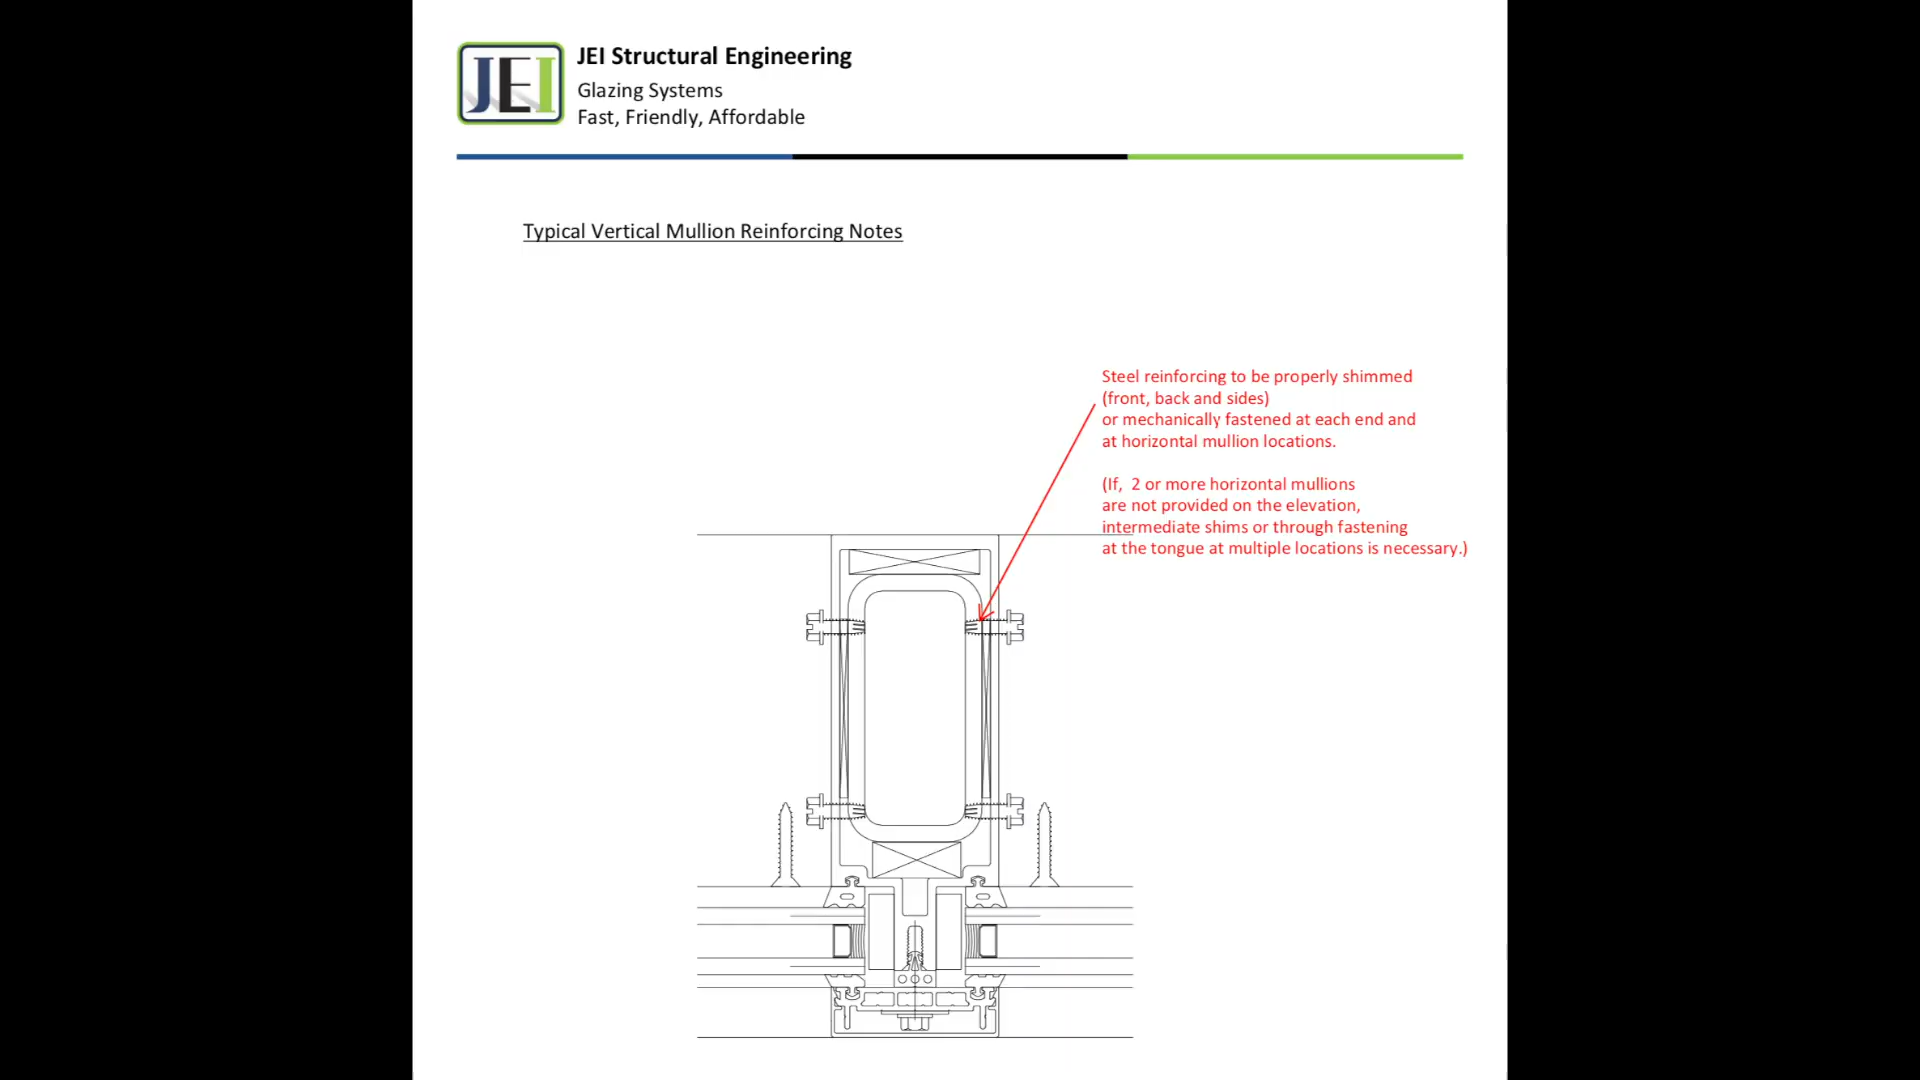 JEI
JEI Structural Engineering
Glazing Systems
Fast, Friendly, Affordable
Typical Vertical Mullion Reinforcing Notes
Steel reinforcing to be properly shimmed
(front, back and sides)
or mechanically fastened at each end and
at horizontal mullion locations.
(If,  2 or more horizontal mullions
are not provided on the elevation,
intermediate shims or through fastening
at the tongue at multiple locations is necessary.)